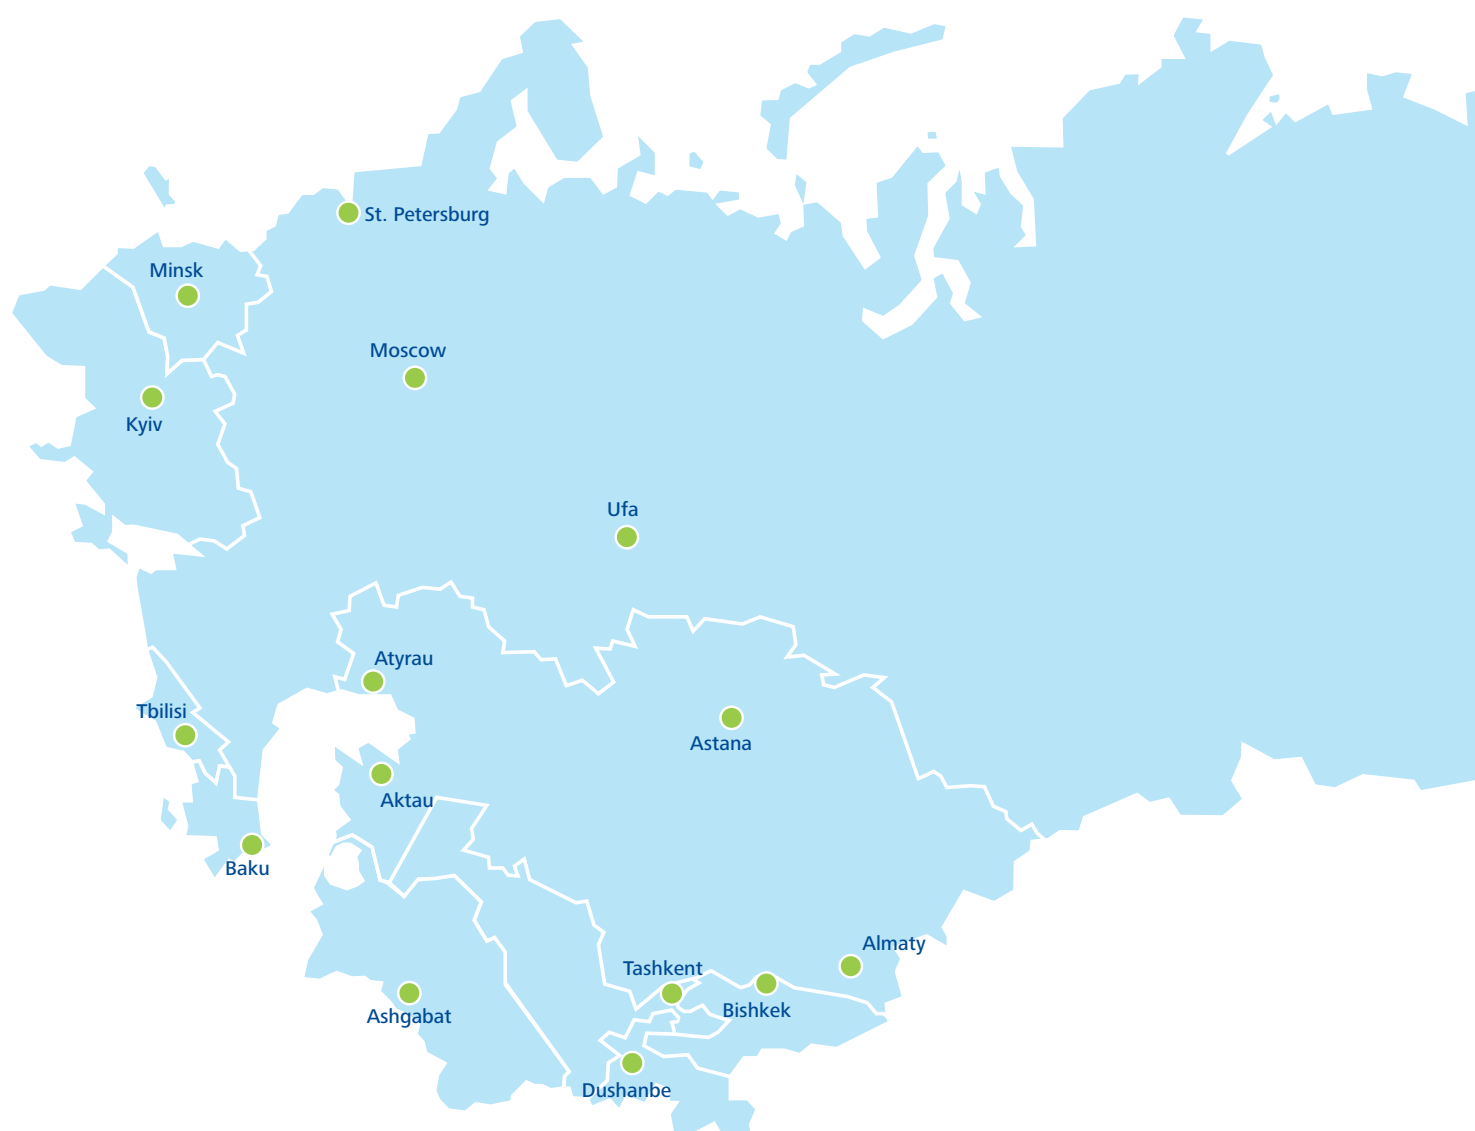 St. Petersburg
Minsk
Moscow
Kyiv
Ufa
Atyrau
Tbilisi
Astana
Aktau
Baku
Almaty
Tashkent
Bishkek
Ashgabat
Dushanbe